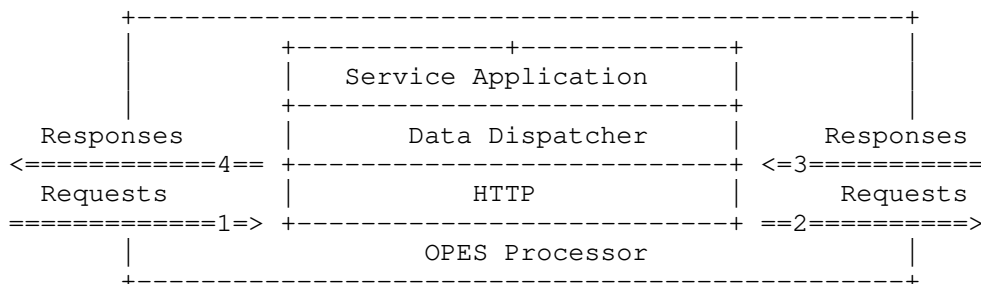 Service Application
Responses Data Dispatcher Responses
<============4== <=3===========
Requests HTTP Requests
=============1=> ==2==========>
OPES Processor